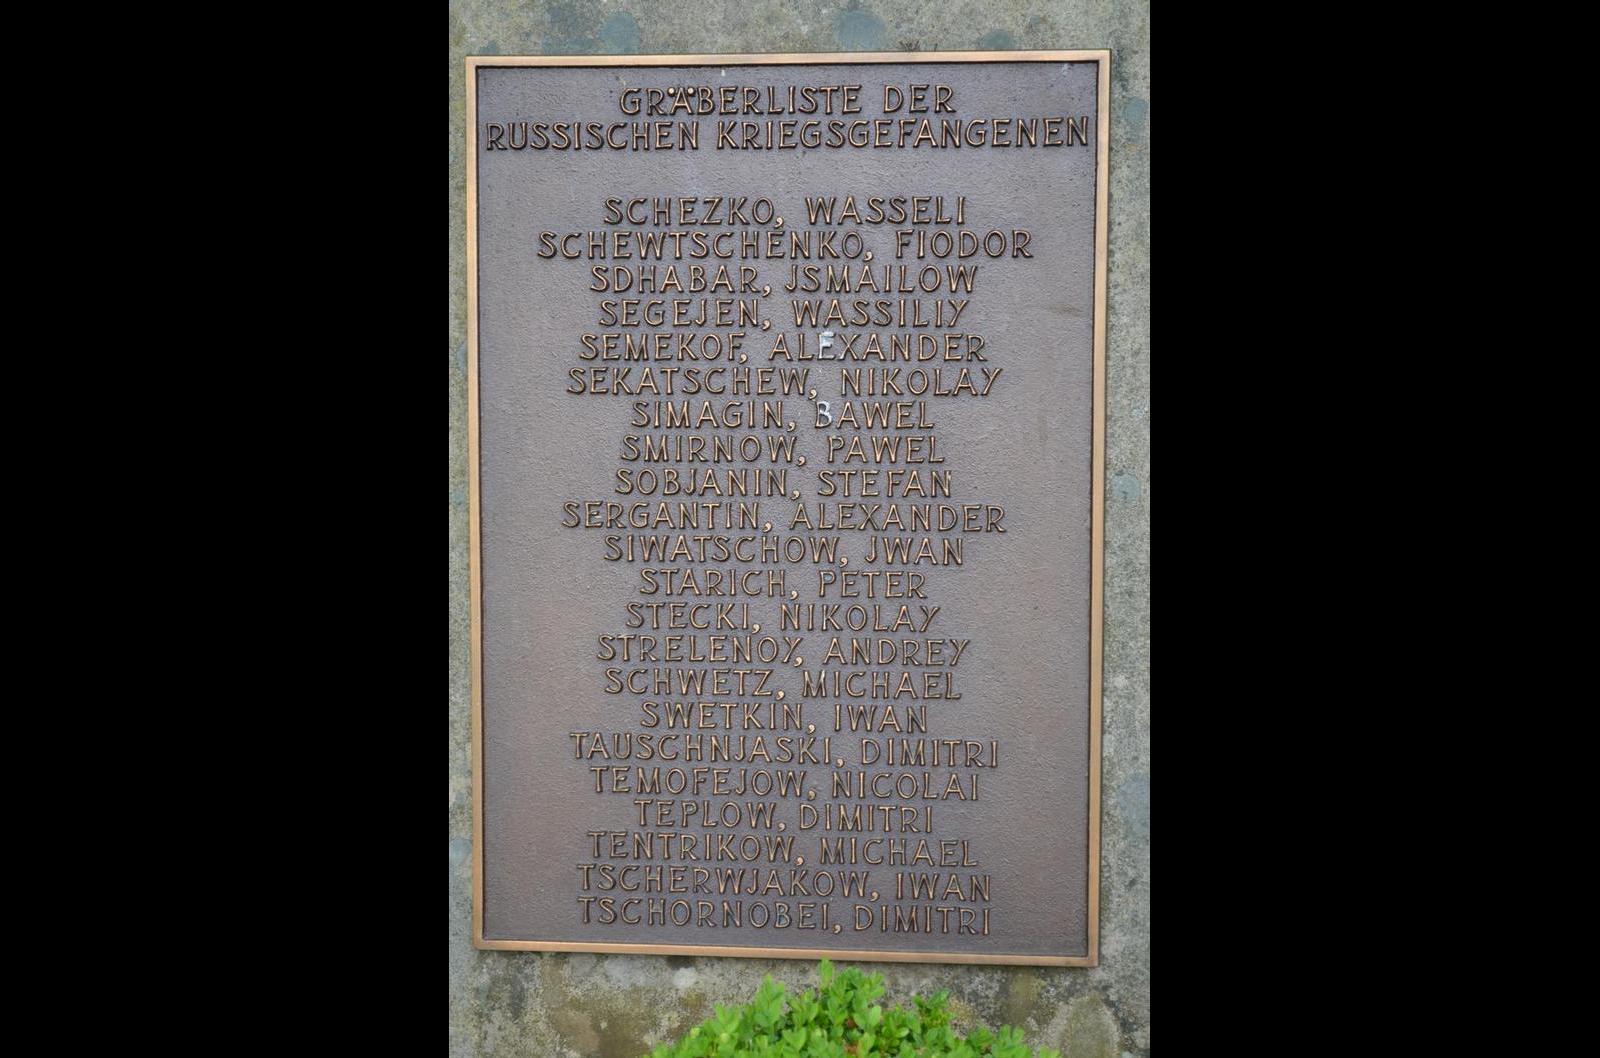 GRÄBERLISTE DER
RUSSISCHEN KRIEGSGEFANGENEN
SCHEZKO, WASSELI
SCHEWTSCHENKO, FIODOR
SDHABAR, JSMAILOW
SEGEJEN, WASSILIY
SEMEKOF, ALEXANDER
SEKATSCHEW, NIKOLAY
SIMAGIN, BAWEL
SMIRNOW, PAWEL
SOBJANIN, STEFAN
SERGANTIN, ALEXANDER
SIWATSCHOW, JWAN
STARICH, PETER
STECKI, NIKOLAY
STRELENOY, ANDREY
SCHWETZ, MICHAEL
SWETKIN, IWAN
TAUSCHNJASKI, DIMITRI
TEMOFEJOW, NICOLAI
TEPLOW, DIMITRI
TENTRIKOW, MICHAEL
TSCHERWJAKOW, IWAN
TSCHORNOBEI, DIMITRI